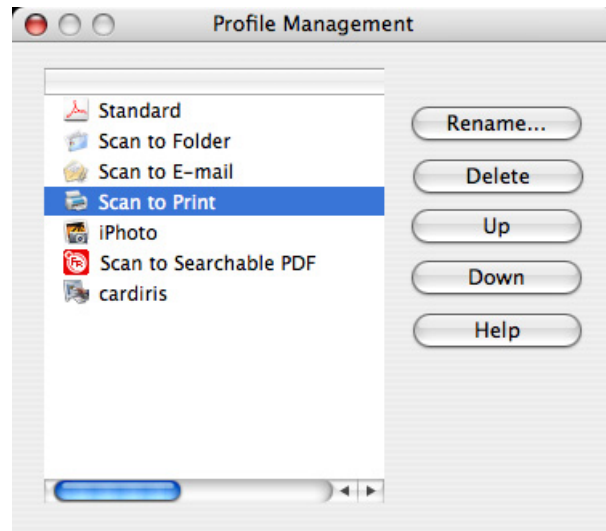 Profile Management
Standard
Scan to Folder
Scan to E-mail
Scan to Print
iPhoto
Scan to Searchable PDF
cardiris
Rename...
Delete
Up
Down
Help